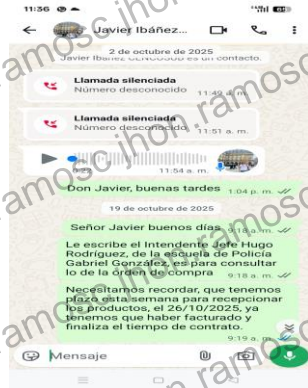 11:36
Javier Ibáñez...
2 de octubre de 2025
Javier Ibáñez CENCOSUD es un contacto.
Llamada silenciada
Número desconocido 11:49 a. m.
Llamada silenciada
Número desconocido 11:51 a. m.
0:22 11:54 a. m.
Don Javier, buenas tardes 1:04 p. m.
19 de octubre de 2025
Señor Javier buenos días 9:18 a. m.
Le escribe el Intendente Jefe Hugo
Rodríguez, de la Escuela de Policía
Gabriel González, es para consultar
lo de la órden de compra 9:18 a. m.
Necesitamos recordar, que tenemos
plazo esta semana para recepcionar
los productos, el 26/10/2025, ya
tenemos que haber facturado y
finaliza el tiempo de contrato.
9:19 a. m.
Mensaje